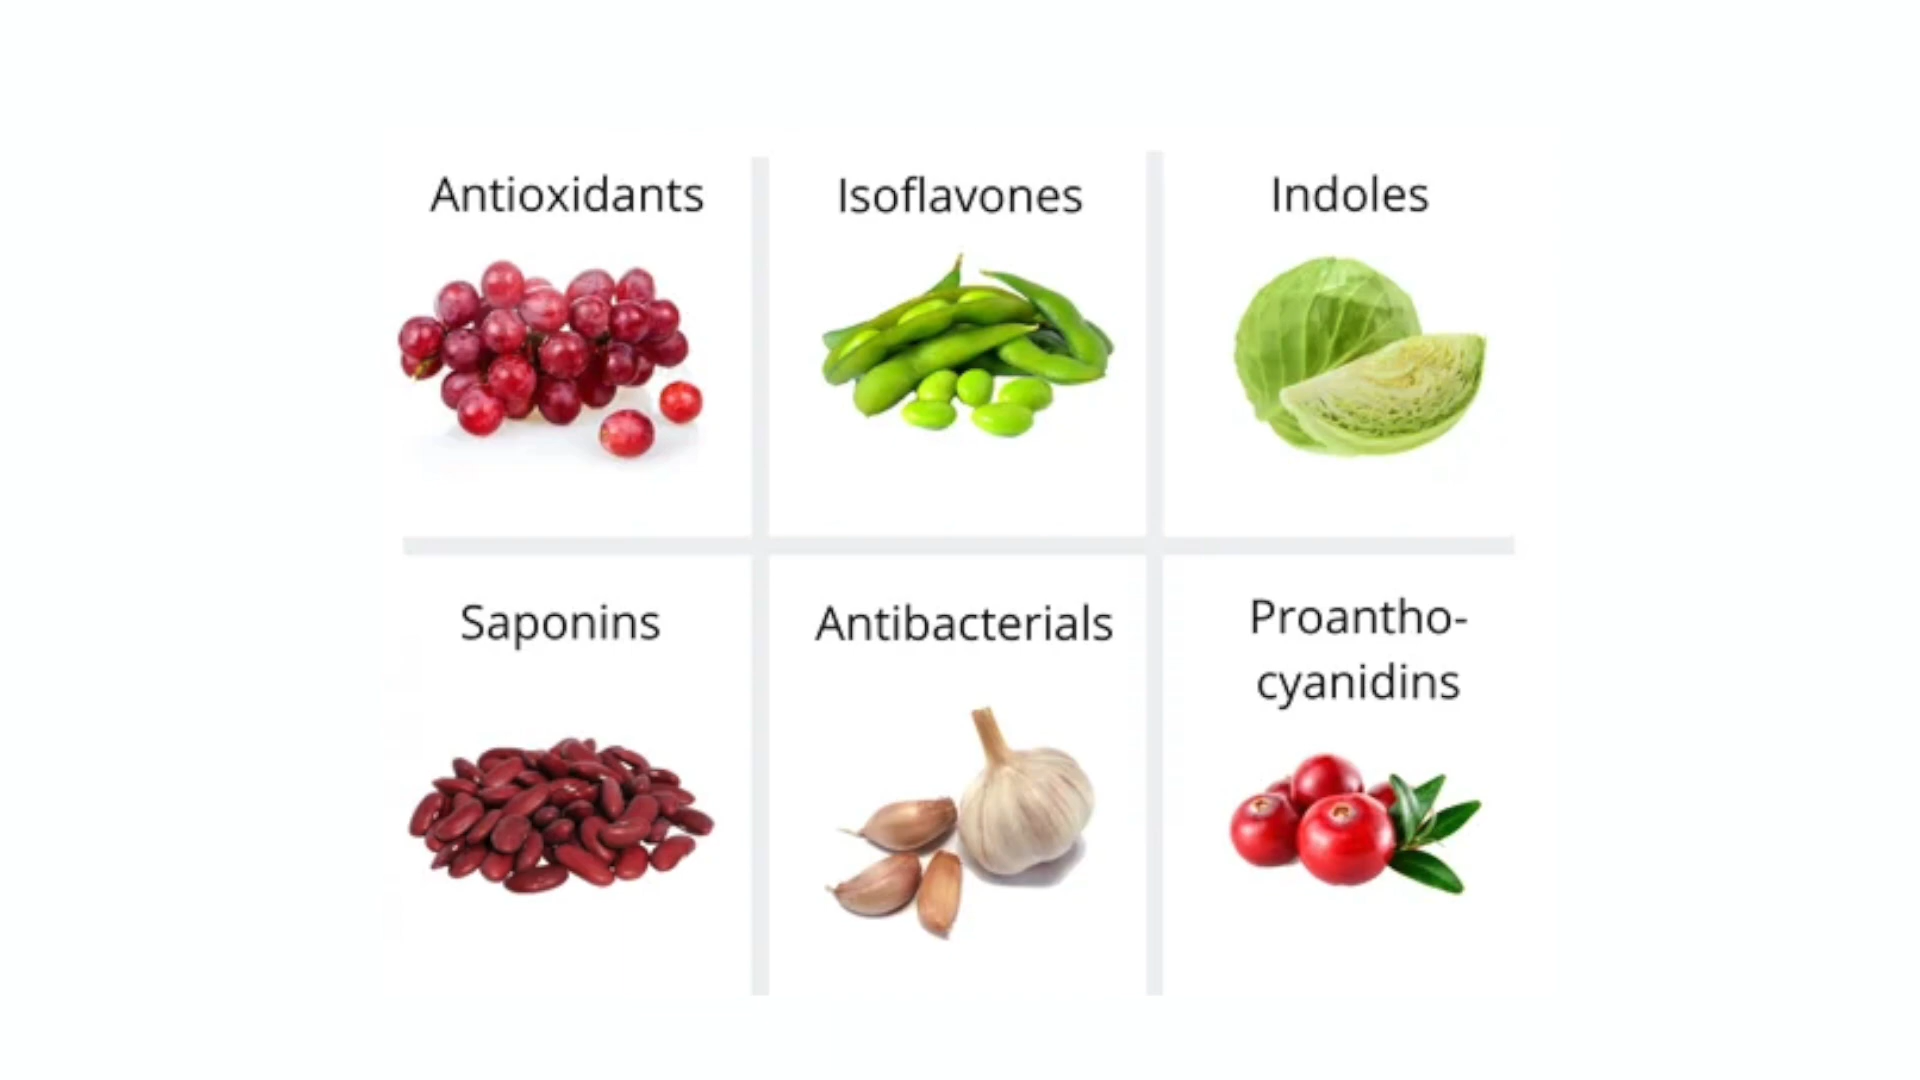 Antioxidants
Isoflavones
Indoles
Saponins
Antibacterials
Proantho-
cyanidins